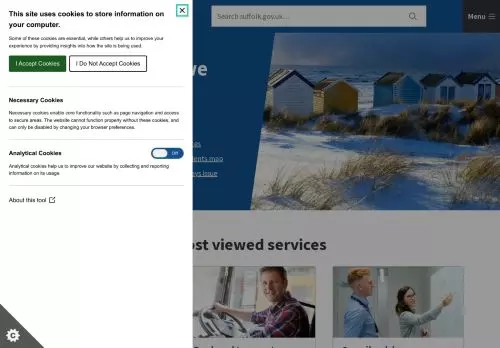 This site uses cookies to store information on
your computer.
Some of these cookies are essential, while others help us to improve your
experience by providing insights into how the site is being used.
I Accept Cookies
I Do Not Accept Cookies
Necessary Cookies
Necessary cookies enable core functionality such as page navigation and access
to secure areas. The website cannot function properly without these cookies, and
can only be disabled by changing your browser preferences.
Analytical Cookies
Off
Analytical cookies help us to improve our website by collecting and reporting
information on its usage.
About this tool
Search suffolk.gov.uk...
Menu
map
issue
viewed services